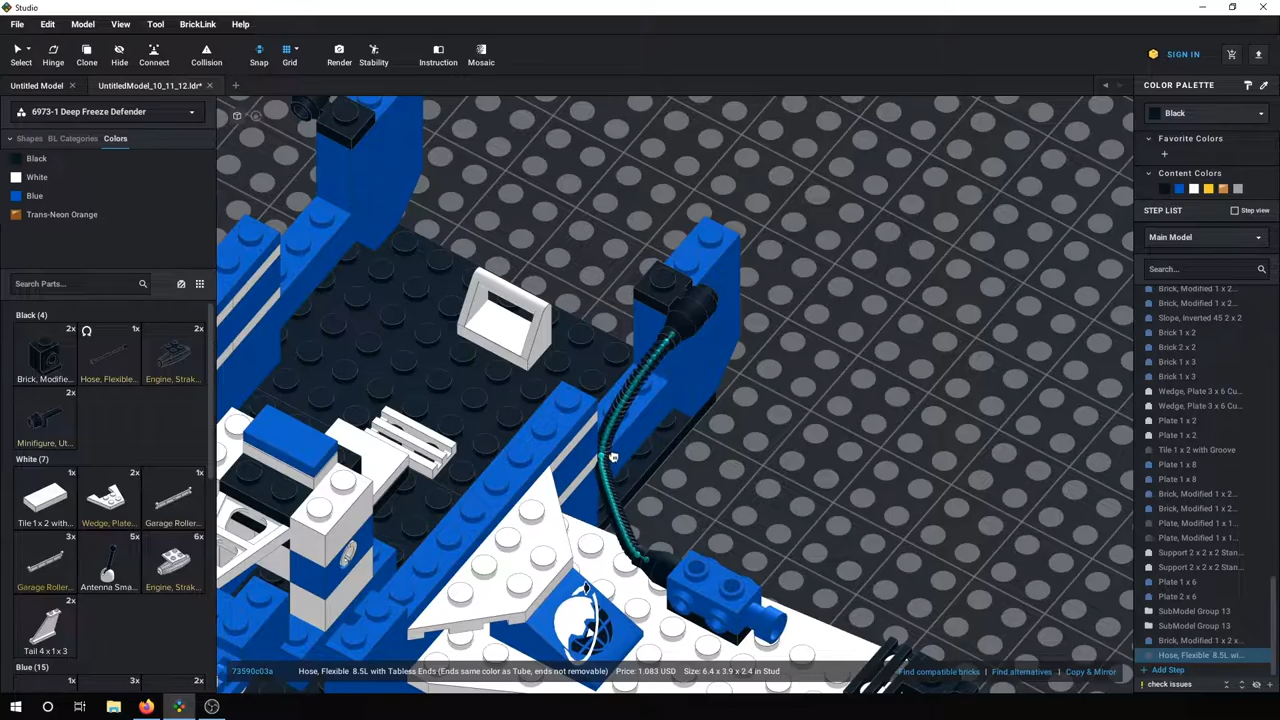 Studio
File Edit Model View Tool BrickLink Help
Select Hinge Clone Hide Connect Collision Snap Grid Render Stability Instruction Mosaic SIGN IN
Untitled Model UntitledModel_10_11_12.ldr*
COLOR PALETTE
6973-1 Deep Freeze Defender
Black
Shapes BL Categories Colors
Favorite Colors
Black
White
Blue
Trans-Neon Orange
Content Colors
STEP LIST
Step view
Main Model
Search Parts...
Search...
Black (4)
2x 1x 2x
Brick, Modifie... Hose, Flexible... Engine, Strak...
2x
Minifigure, Ut...
White (7)
1x 2x 1x
Tile 1 x 2 with... Wedge, Plate... Garage Roller...
3x 5x 6x
Garage Roller... Antenna Sma... Engine, Strak...
2x
Tail 4 x 1 x 3
Blue (15)
1x 3x 2x
Brick, Modified 1 x 2...
Brick, Modified 1 x 2...
Slope, Inverted 45 2 x 2
Brick 1 x 2
Brick 2 x 2
Brick 1 x 3
Brick 1 x 3
Wedge, Plate 3 x 6 Cu...
Wedge, Plate 3 x 6 Cu...
Plate 1 x 2
Plate 1 x 2
Tile 1 x 2 with Groove
Plate 1 x 8
Plate 1 x 8
Brick, Modified 1 x 2...
Brick, Modified 1 x 2...
Plate, Modified 1 x 1...
Plate, Modified 1 x 1...
Support 2 x 2 x 2 Stan...
Support 2 x 2 x 2 Stan...
Plate 1 x 6
Plate 2 x 6
SubModel Group 13
SubModel Group 13
Brick, Modified 1 x 2 x...
Hose, Flexible 8.5L wi...
Add Step
check issues
73590c03a Hose, Flexible 8.5L with Tabless Ends (Ends same color as Tube, ends not removable) Price: 1.083 USD Size: 6.4 x 3.9 x 2.4 in Stud Find compatible bricks Find alternatives Copy & Mirror